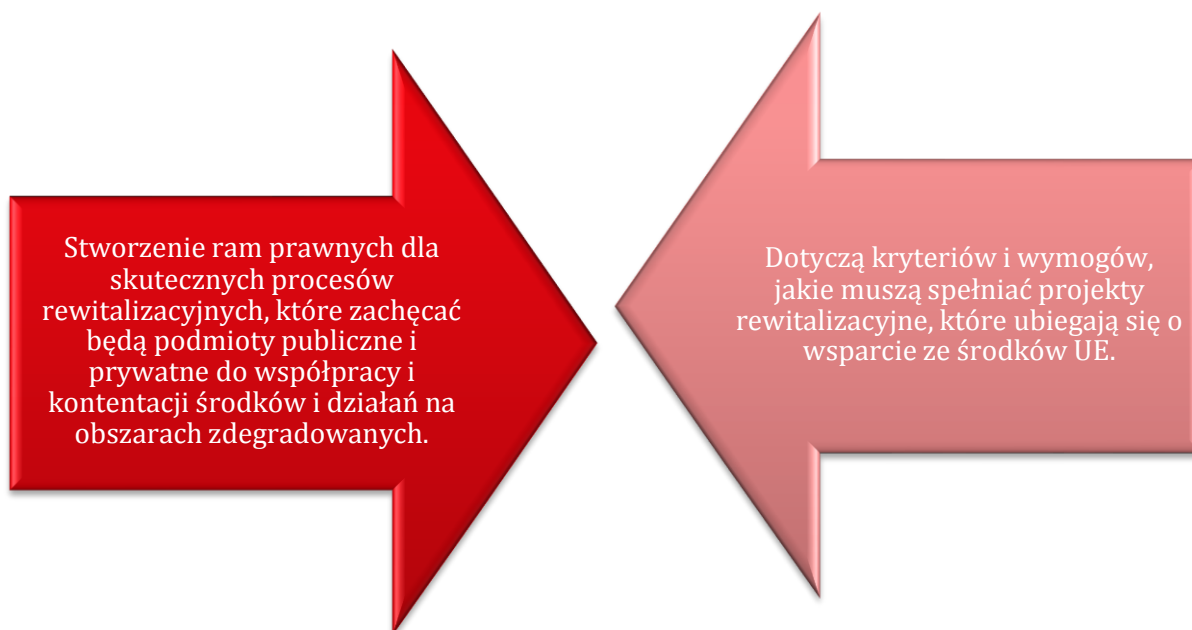 Stworzenie ram prawnych dla
skutecznych procesów
rewitalizacyjnych, które zachęcać
będą podmioty publiczne i
prywatne do współpracy i
kontentacji środków i działań na
obszarach zdegradowanych.
Dotyczą kryteriów i wymogów,
jakie muszą spełniać projekty
rewitalizacyjne, które ubiegają się o
wsparcie ze środków UE.